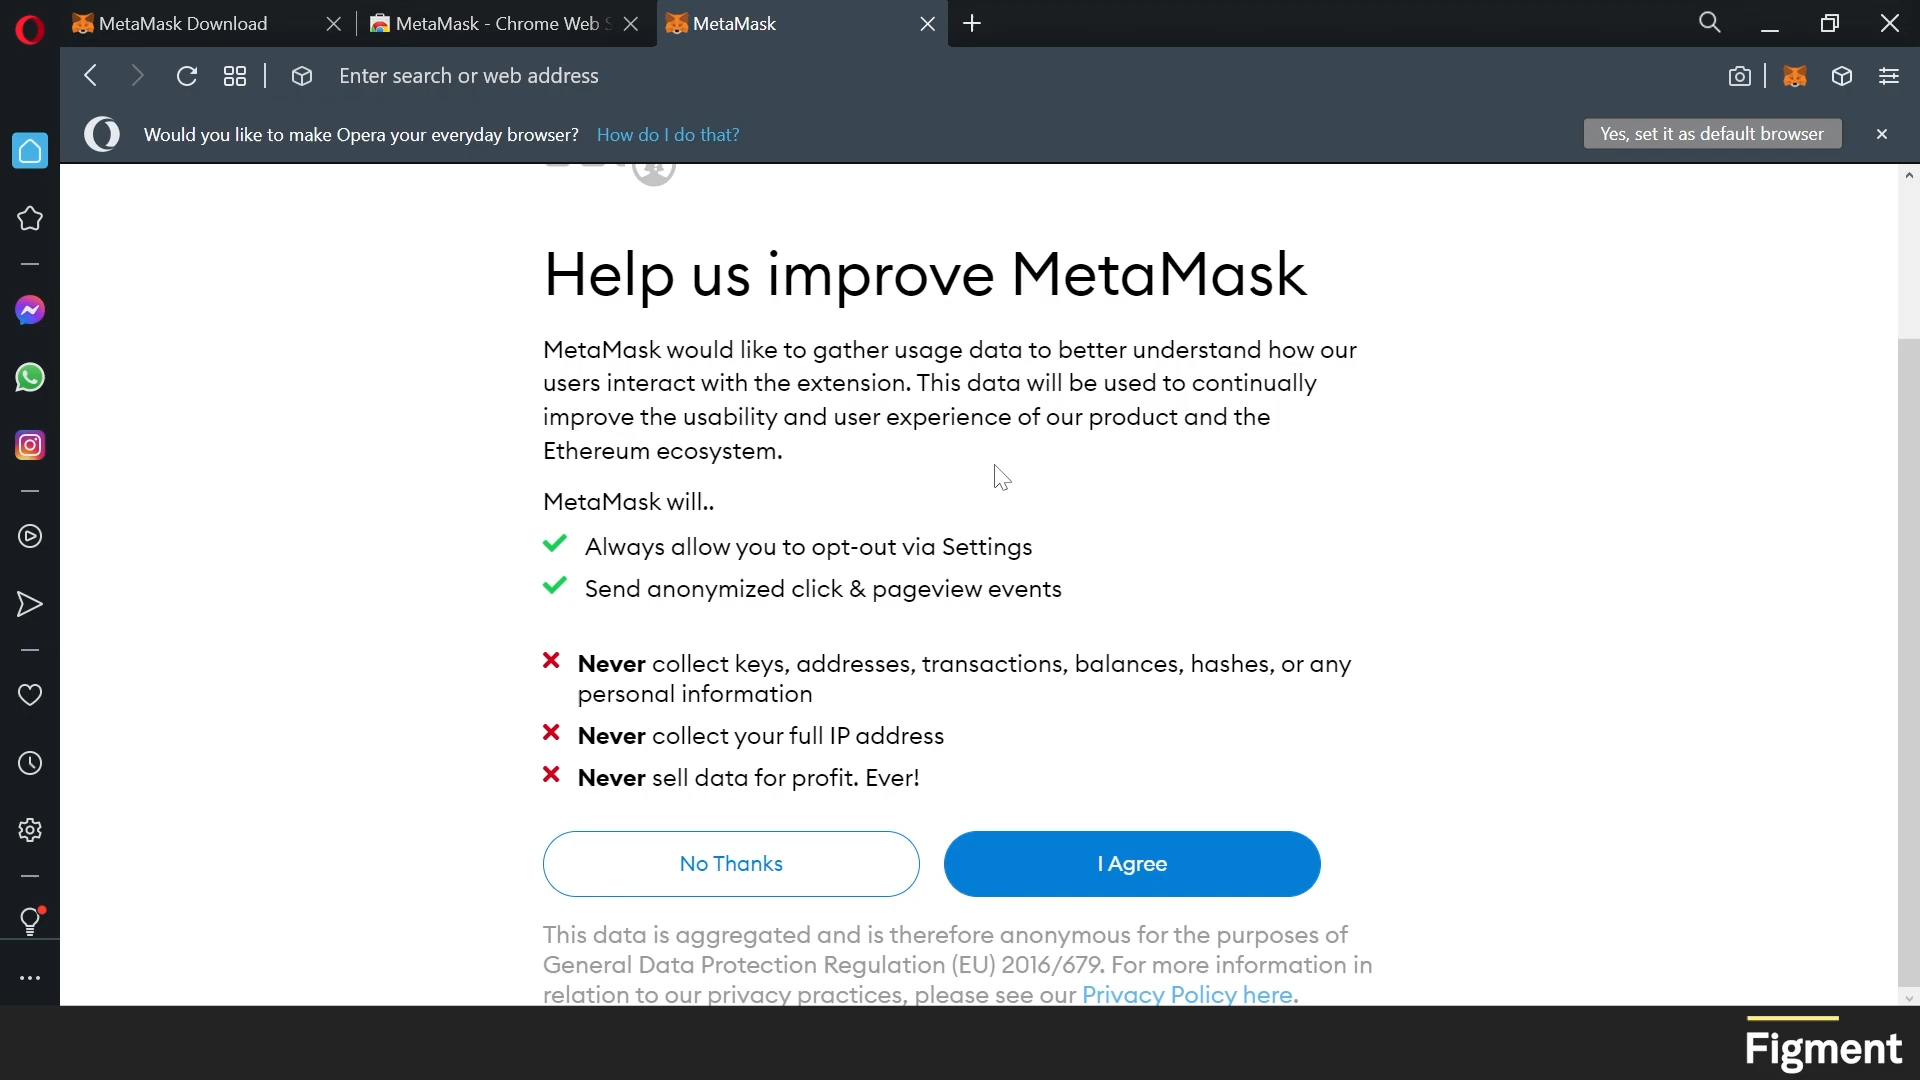 MetaMask Download
MetaMask - Chrome Web
MetaMask
Enter search or web address
Would you like to make Opera your everyday browser? How do I do that?
Yes, set it as default browser
Help us improve MetaMask
MetaMask would like to gather usage data to better understand how our
users interact with the extension. This data will be used to continually
improve the usability and user experience of our product and the
Ethereum ecosystem.
MetaMask will..
Always allow you to opt-out via Settings
Send anonymized click & pageview events
Never collect keys, addresses, transactions, balances, hashes, or any
personal information
Never collect your full IP address
Never sell data for profit. Ever!
No Thanks
I Agree
This data is aggregated and is therefore anonymous for the purposes of
General Data Protection Regulation (EU) 2016/679. For more information in
relation to our privacy practices, please see our Privacy Policy here.
Figment